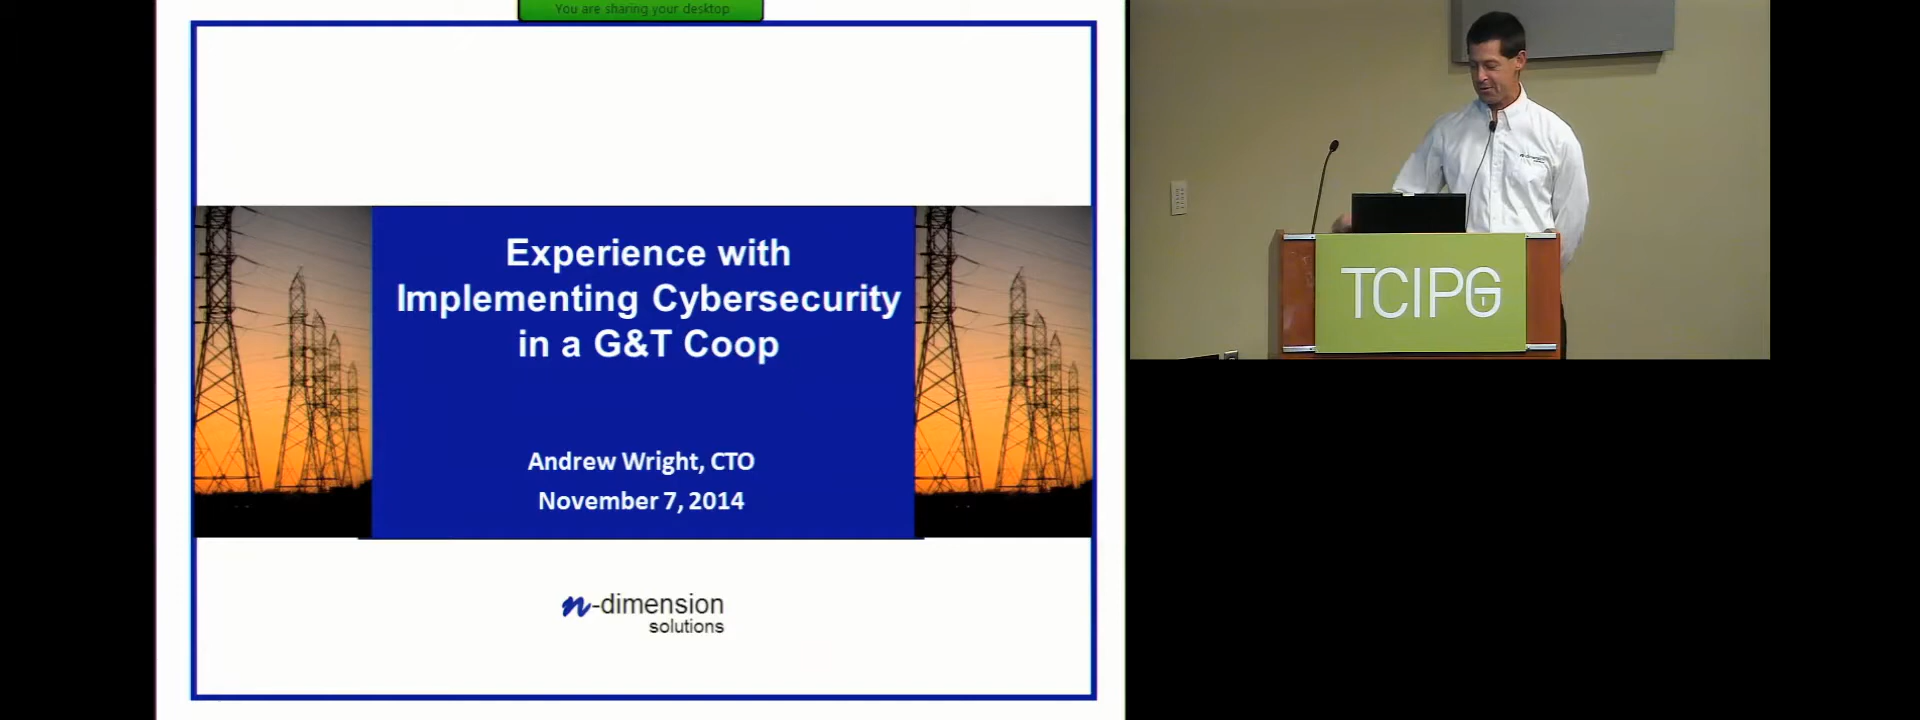 You are sharing your desktop
Experience with
Implementing Cybersecurity
in a G&T Coop
Andrew Wright, CTO
November 7, 2014
n-dimension
solutions
TCIPG
n-dimension